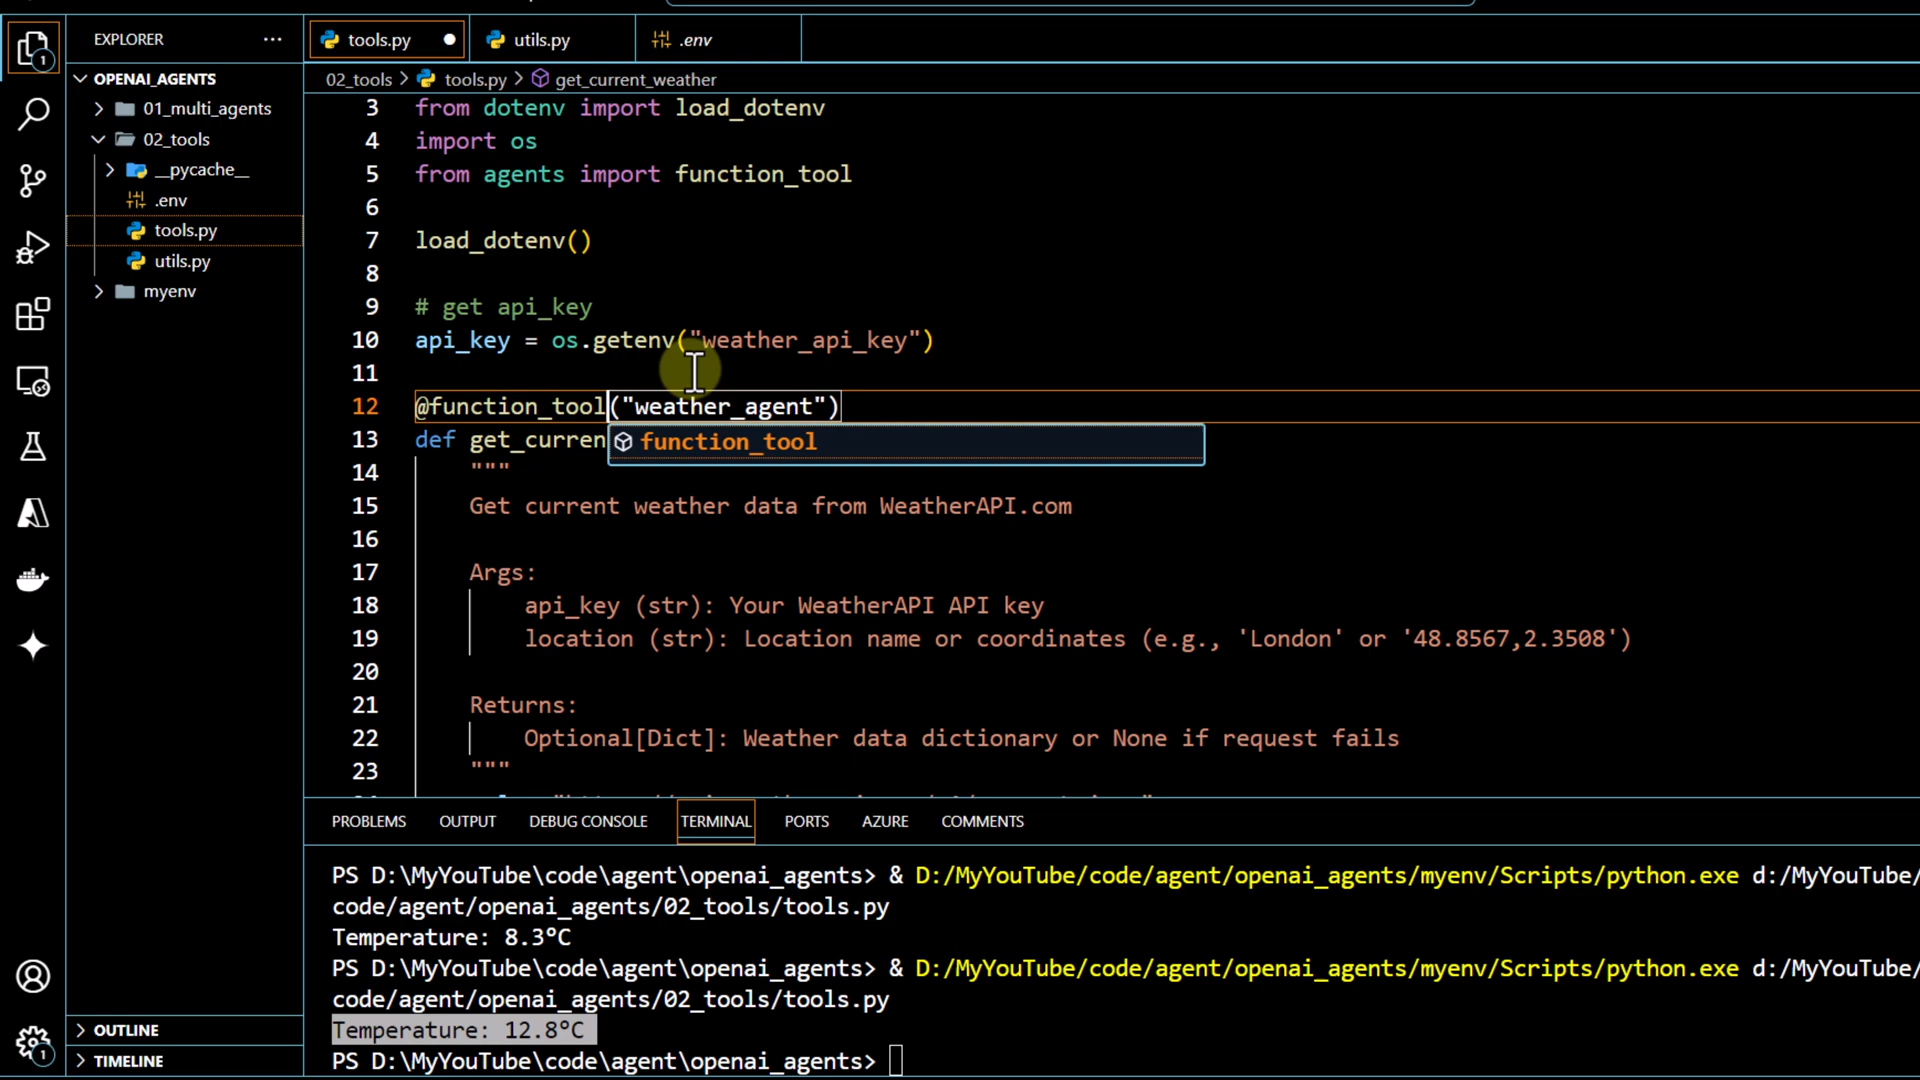 EXPLORER
OPENAI_AGENTS
01_multi_agents
02_tools
__pycache__
.env
tools.py
utils.py
myenv
OUTLINE
TIMELINE
tools.py
utils.py
.env
02_tools > tools.py > get_current_weather
3 from dotenv import load_dotenv
4 import os
5 from agents import function_tool
6
7 load_dotenv()
8
9 # get api_key
10 api_key = os.getenv("weather_api_key")
11
12 @function_tool("weather_agent")
13 def get_curren
function_tool
14 """
15 Get current weather data from WeatherAPI.com
16
17 Args:
18 api_key (str): Your WeatherAPI API key
19 location (str): Location name or coordinates (e.g., 'London' or '48.8567,2.3508')
20
21 Returns:
22 Optional[Dict]: Weather data dictionary or None if request fails
23 """
PROBLEMS OUTPUT DEBUG CONSOLE TERMINAL PORTS AZURE COMMENTS
PS D:\MyYouTube\code\agent\openai_agents> & D:/MyYouTube/code/agent/openai_agents/myenv/Scripts/python.exe d:/MyYouTube/
code/agent/openai_agents/02_tools/tools.py
Temperature: 8.3°C
PS D:\MyYouTube\code\agent\openai_agents> & D:/MyYouTube/code/agent/openai_agents/myenv/Scripts/python.exe d:/MyYouTube/
code/agent/openai_agents/02_tools/tools.py
Temperature: 12.8°C
PS D:\MyYouTube\code\agent\openai_agents>